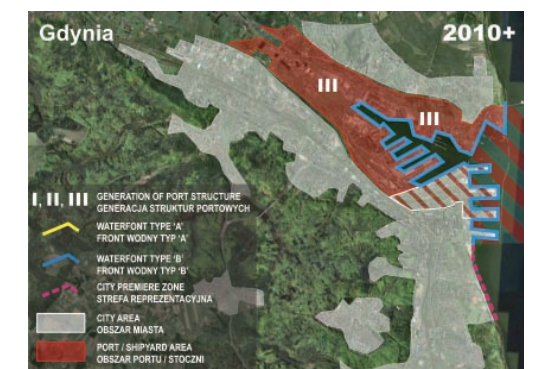 Gdynia
2010+
III
III
I, II, III
GENERATION OF PORT STRUCTURE
GENERACJA STRUKTUR PORTOWYCH
WATERFONT TYPE 'A'
FRONT WODNY TYP 'A'
WATERFONT TYPE 'B'
FRONT WODNY TYP 'B'
CITY PREMIERE ZONE
STREFA REPREZENTACYJNA
CITY AREA
OBSZAR MIASTA
PORT / SHIPYARD AREA
OBSZAR PORTU / STOCZNI